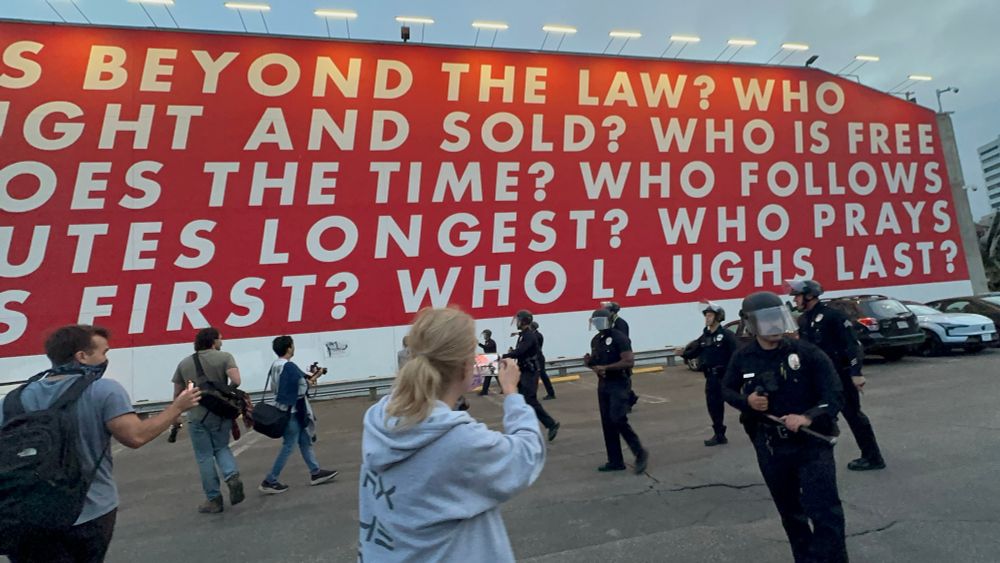 S BEYOND THE LAW? WHO
IGHT AND SOLD? WHO IS FREE
OES THE TIME? WHO FOLLOWS
UTES LONGEST? WHO PRAYS
S FIRST? WHO LAUGHS LAST?